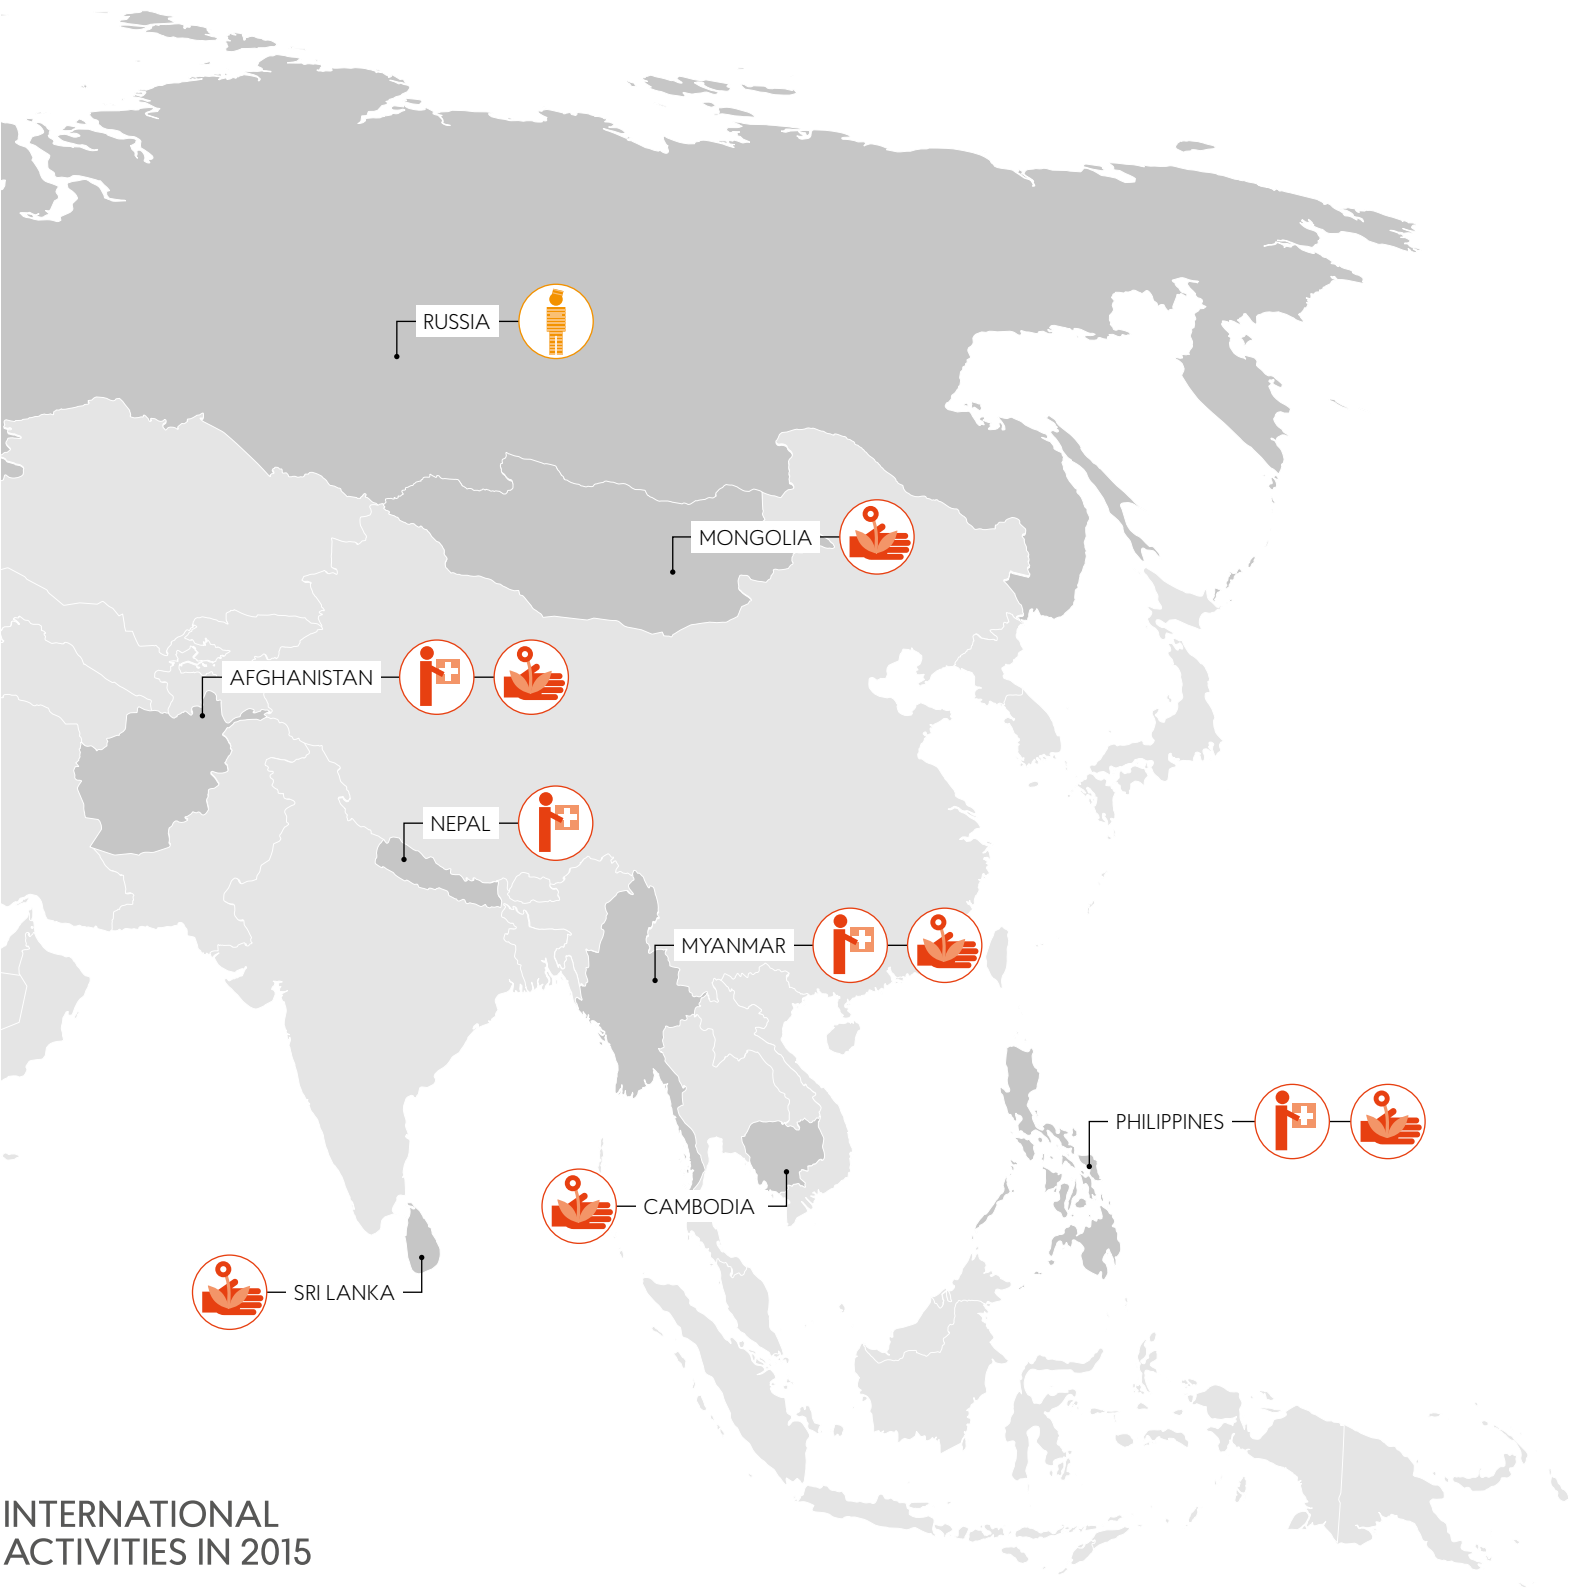 RUSSIA
MONGOLIA
AFGHANISTAN
NEPAL
MYANMAR
PHILIPPINES
CAMBODIA
SRI LANKA
INTERNATIONAL
ACTIVITIES IN 2015